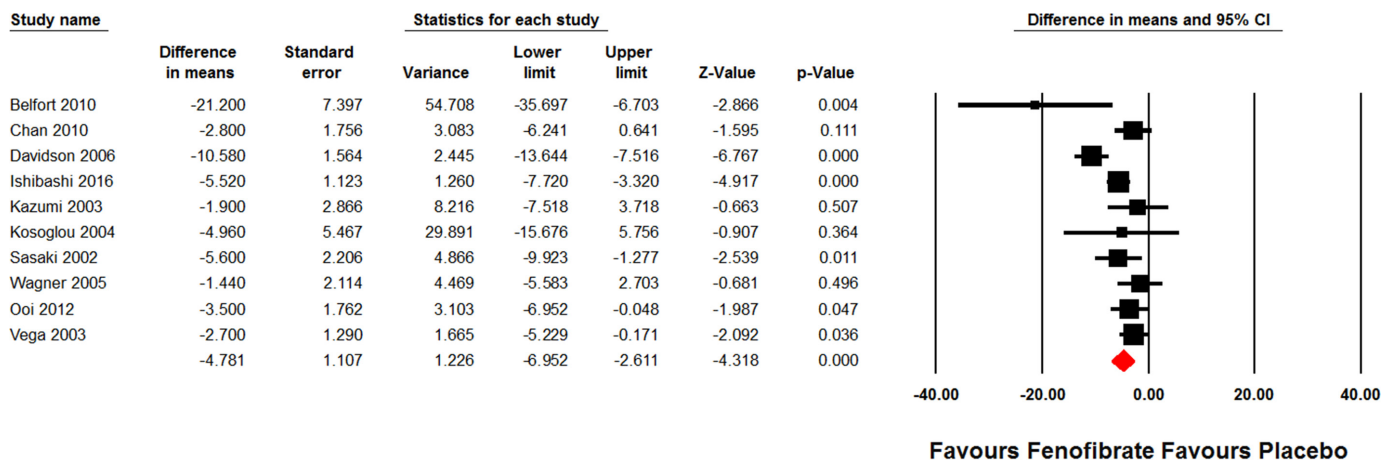 Study name Statistics for each study Difference in means and 95% CI
Difference Standard Lower Upper
in means error Variance limit limit Z-Value p-Value
Belfort 2010 -21.200 7.397 54.708 -35.697 -6.703 -2.866 0.004
Chan 2010 -2.800 1.756 3.083 -6.241 0.641 -1.595 0.111
Davidson 2006 -10.580 1.564 2.445 -13.644 -7.516 -6.767 0.000
Ishibashi 2016 -5.520 1.123 1.260 -7.720 -3.320 -4.917 0.000
Kazumi 2003 -1.900 2.866 8.216 -7.518 3.718 -0.663 0.507
Kosoglou 2004 -4.960 5.467 29.891 -15.676 5.756 -0.907 0.364
Sasaki 2002 -5.600 2.206 4.866 -9.923 -1.277 -2.539 0.011
Wagner 2005 -1.440 2.114 4.469 -5.583 2.703 -0.681 0.496
Ooi 2012 -3.500 1.762 3.103 -6.952 -0.048 -1.987 0.047
Vega 2003 -2.700 1.290 1.665 -5.229 -0.171 -2.092 0.036
-4.781 1.107 1.226 -6.952 -2.611 -4.318 0.000
-40.00 -20.00 0.00 20.00 40.00
Favours Fenofibrate Favours Placebo